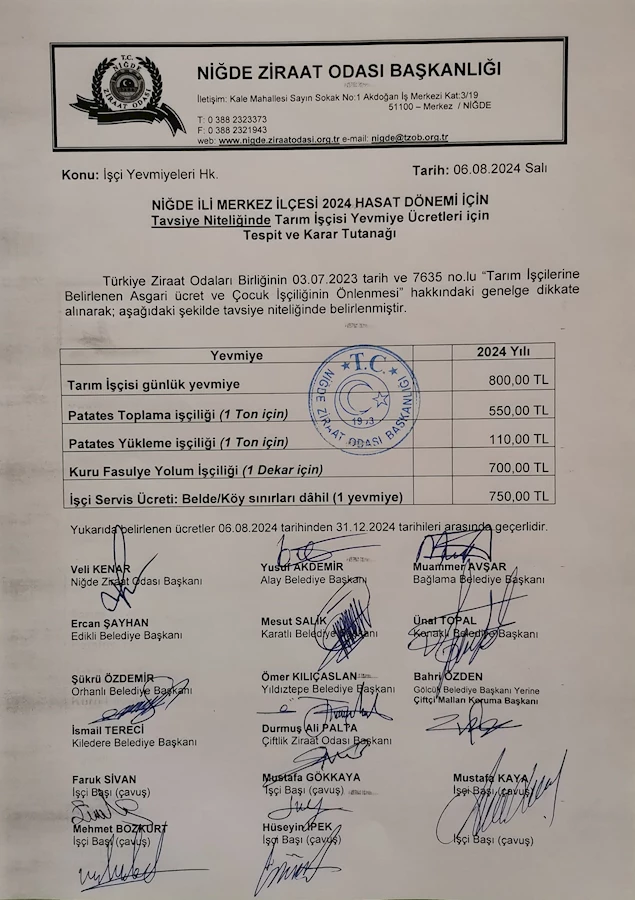 T.C.
NİĞDE
ZİRAAT ODASI
NİĞDE ZİRAAT ODASI BAŞKANLIĞI
İletişim: Kale Mahallesi Sayın Sokak No:1 Akdoğan İş Merkezi Kat:3/19
51100 – Merkez / NİĞDE
T: 0 388 2323373
F: 0 388 2321943
web: www.nigde.ziraatodasi.org.tr e-mail: nigde@tzob.org.tr
Konu: İşçi Yevmiyeleri Hk. Tarih: 06.08.2024 Salı
NİĞDE İLİ MERKEZ İLÇESİ 2024 HASAT DÖNEMİ İÇİN
Tavsiye Niteliğinde Tarım İşçisi Yevmiye Ücretleri için
Tespit ve Karar Tutanağı
Türkiye Ziraat Odaları Birliğinin 03.07.2023 tarih ve 7635 no.lu “Tarım İşçilerine
Belirlenen Asgari ücret ve Çocuk İşçiliğinin Önlenmesi” hakkındaki genelge dikkate
alınarak; aşağıdaki şekilde tavsiye niteliğinde belirlenmiştir.
Yevmiye 2024 Yılı
Tarım İşçisi günlük yevmiye 800,00 TL
Patates Toplama işçiliği (1 Ton için) 550,00 TL
Patates Yükleme işçiliği (1 Ton için) 110,00 TL
Kuru Fasulye Yolum İşçiliği (1 Dekar için) 700,00 TL
İşçi Servis Ücreti: Belde/Köy sınırları dâhil (1 yevmiye) 750,00 TL
T.C.
NİĞDE ZİRAAT ODASI BAŞKANLIĞI
Yukarıda belirlenen ücretler 06.08.2024 tarihinden 31.12.2024 tarihileri arasında geçerlidir.
Veli KENAR Yusuf AKDEMİR Muammer AVŞAR
Niğde Ziraat Odası Başkanı Alay Belediye Başkanı Bağlama Belediye Başkanı
Ercan ŞAYHAN Mesut SALIK Ünal TOPAL
Edikli Belediye Başkanı Karatlı Belediye Başkanı Konaklı Belediye Başkanı
Şükrü ÖZDEMİR Ömer KILIÇASLAN Bahri ÖZDEN
Orhanlı Belediye Başkanı Yıldıztepe Belediye Başkanı Gölcük Belediye Başkanı Yerine
Çiftçi Malları Koruma Başkanı
İsmail TERECİ Durmuş Ali PALTA
Kiledere Belediye Başkanı Çiftlik Ziraat Odası Başkanı
Faruk SİVAN Mustafa GÖKKAYA Mustafa KAYA
İşçi Başı (çavuş) İşçi Başı (çavuş) İşçi Başı (çavuş)
Mehmet BOZKURT Hüseyin İPEK
İşçi Başı (çavuş) İşçi Başı (çavuş) İşçi Başı (çavuş)